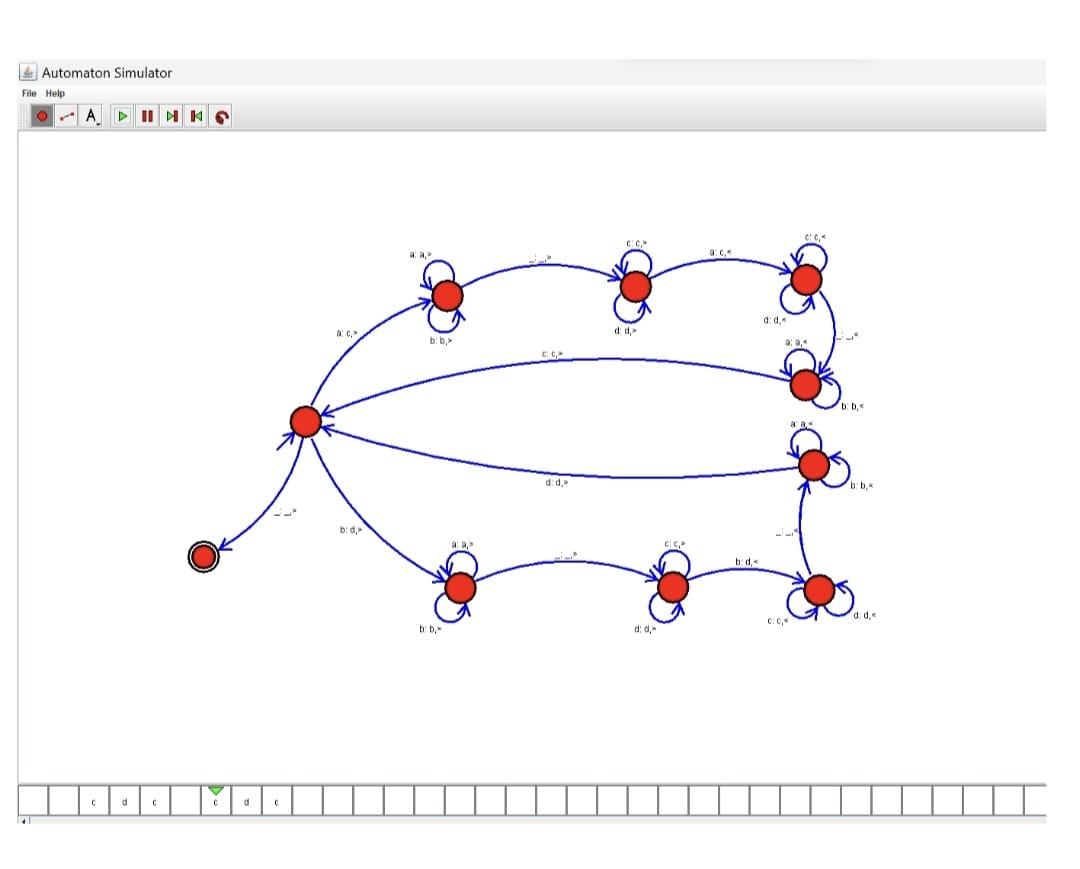 Automaton Simulator
File Help
A
c: c,>
c: c,<
a: a,>
_: _,>
a: c,<
d: d,>
d: d,<
a: c,>
b: b,>
_: _,<
a: a,<
c: c,>
b: b,<
a: a,<
d: d,>
b: b,<
_: _,>
b: d,>
a: a,>
c: c,>
_: _,<
_: _,>
b: d,<
b: b,>
d: d,>
c: c,<
d: d,<
c d c c d c